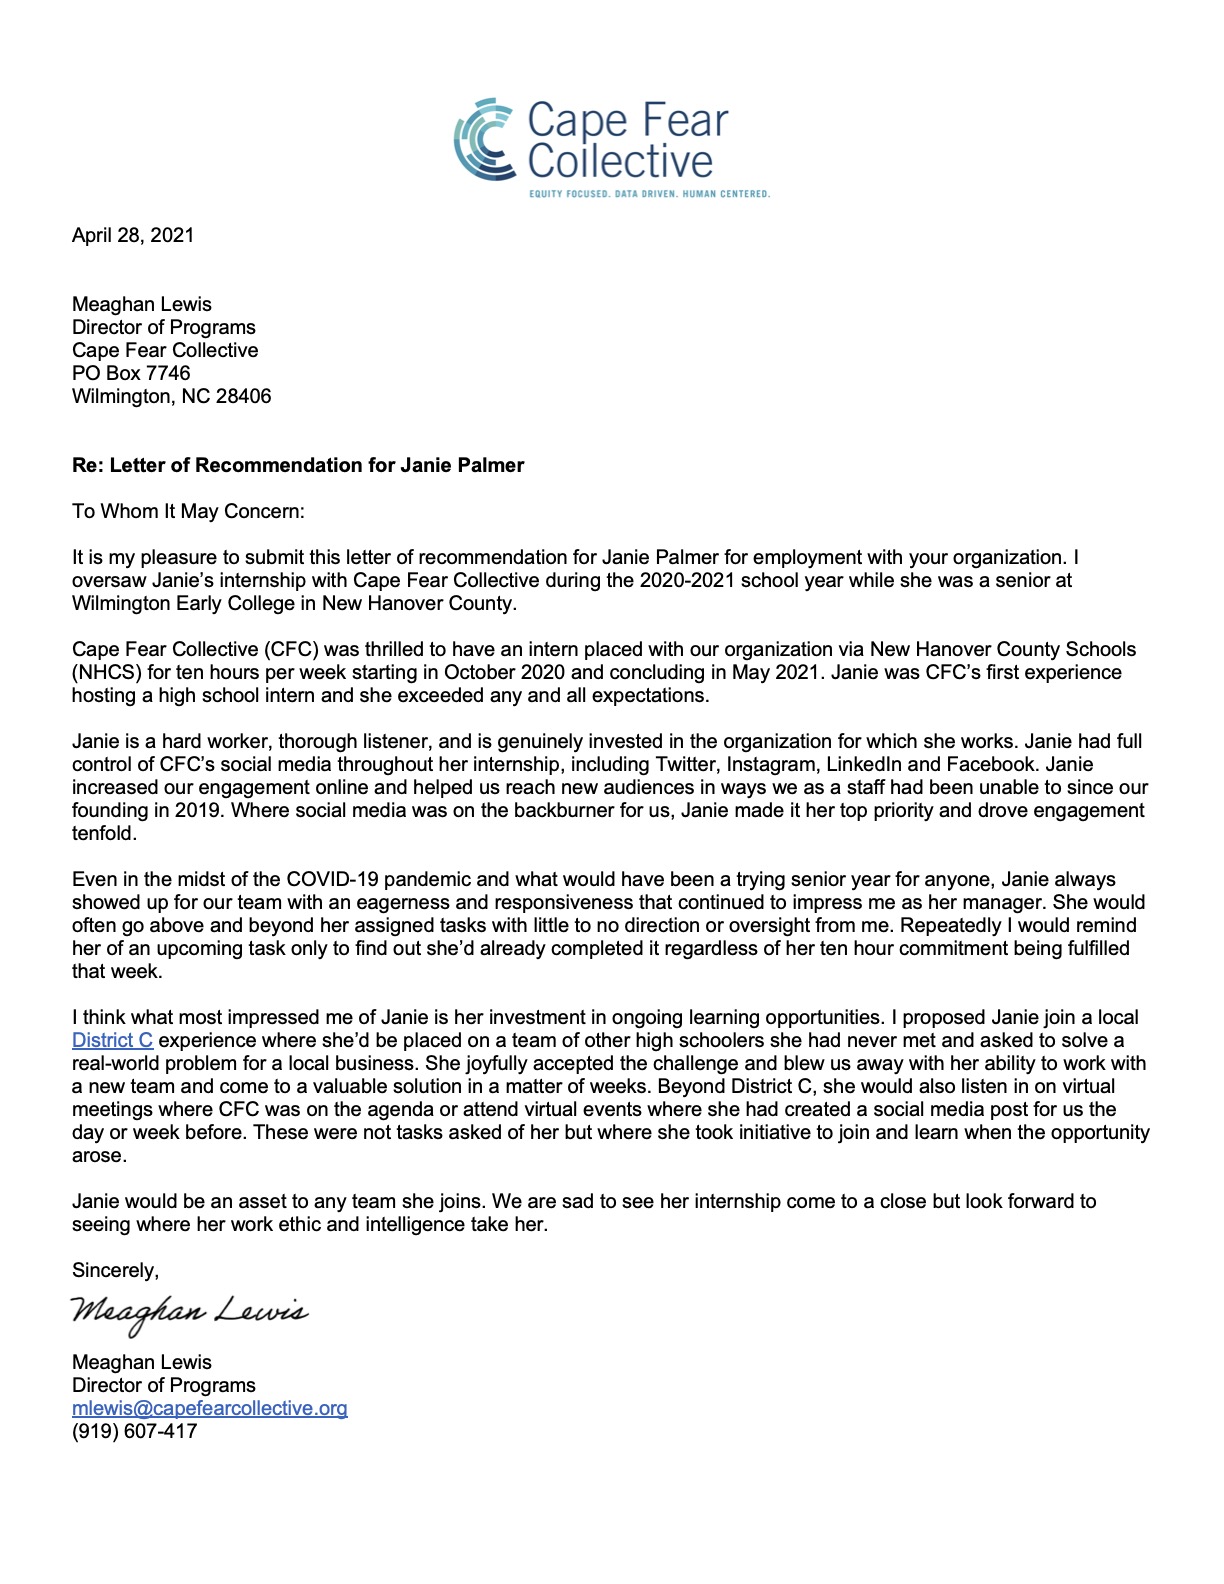 Cape Fear
Collective
EQUITY FOCUSED. DATA DRIVEN. HUMAN CENTERED.
April 28, 2021
Meaghan Lewis
Director of Programs
Cape Fear Collective
PO Box 7746
Wilmington, NC 28406
Re: Letter of Recommendation for Janie Palmer
To Whom It May Concern:
It is my pleasure to submit this letter of recommendation for Janie Palmer for employment with your organization. I
oversaw Janie’s internship with Cape Fear Collective during the 2020-2021 school year while she was a senior at
Wilmington Early College in New Hanover County.
Cape Fear Collective (CFC) was thrilled to have an intern placed with our organization via New Hanover County Schools
(NHCS) for ten hours per week starting in October 2020 and concluding in May 2021. Janie was CFC’s first experience
hosting a high school intern and she exceeded any and all expectations.
Janie is a hard worker, thorough listener, and is genuinely invested in the organization for which she works. Janie had full
control of CFC’s social media throughout her internship, including Twitter, Instagram, LinkedIn and Facebook. Janie
increased our engagement online and helped us reach new audiences in ways we as a staff had been unable to since our
founding in 2019. Where social media was on the backburner for us, Janie made it her top priority and drove engagement
tenfold.
Even in the midst of the COVID-19 pandemic and what would have been a trying senior year for anyone, Janie always
showed up for our team with an eagerness and responsiveness that continued to impress me as her manager. She would
often go above and beyond her assigned tasks with little to no direction or oversight from me. Repeatedly I would remind
her of an upcoming task only to find out she’d already completed it regardless of her ten hour commitment being fulfilled
that week.
I think what most impressed me of Janie is her investment in ongoing learning opportunities. I proposed Janie join a local
District C experience where she’d be placed on a team of other high schoolers she had never met and asked to solve a
real-world problem for a local business. She joyfully accepted the challenge and blew us away with her ability to work with
a new team and come to a valuable solution in a matter of weeks. Beyond District C, she would also listen in on virtual
meetings where CFC was on the agenda or attend virtual events where she had created a social media post for us the
day or week before. These were not tasks asked of her but where she took initiative to join and learn when the opportunity
arose.
Janie would be an asset to any team she joins. We are sad to see her internship come to a close but look forward to
seeing where her work ethic and intelligence take her.
Sincerely,
Meaghan Lewis
Meaghan Lewis
Director of Programs
mlewis@capefearcollective.org
(919) 607-417